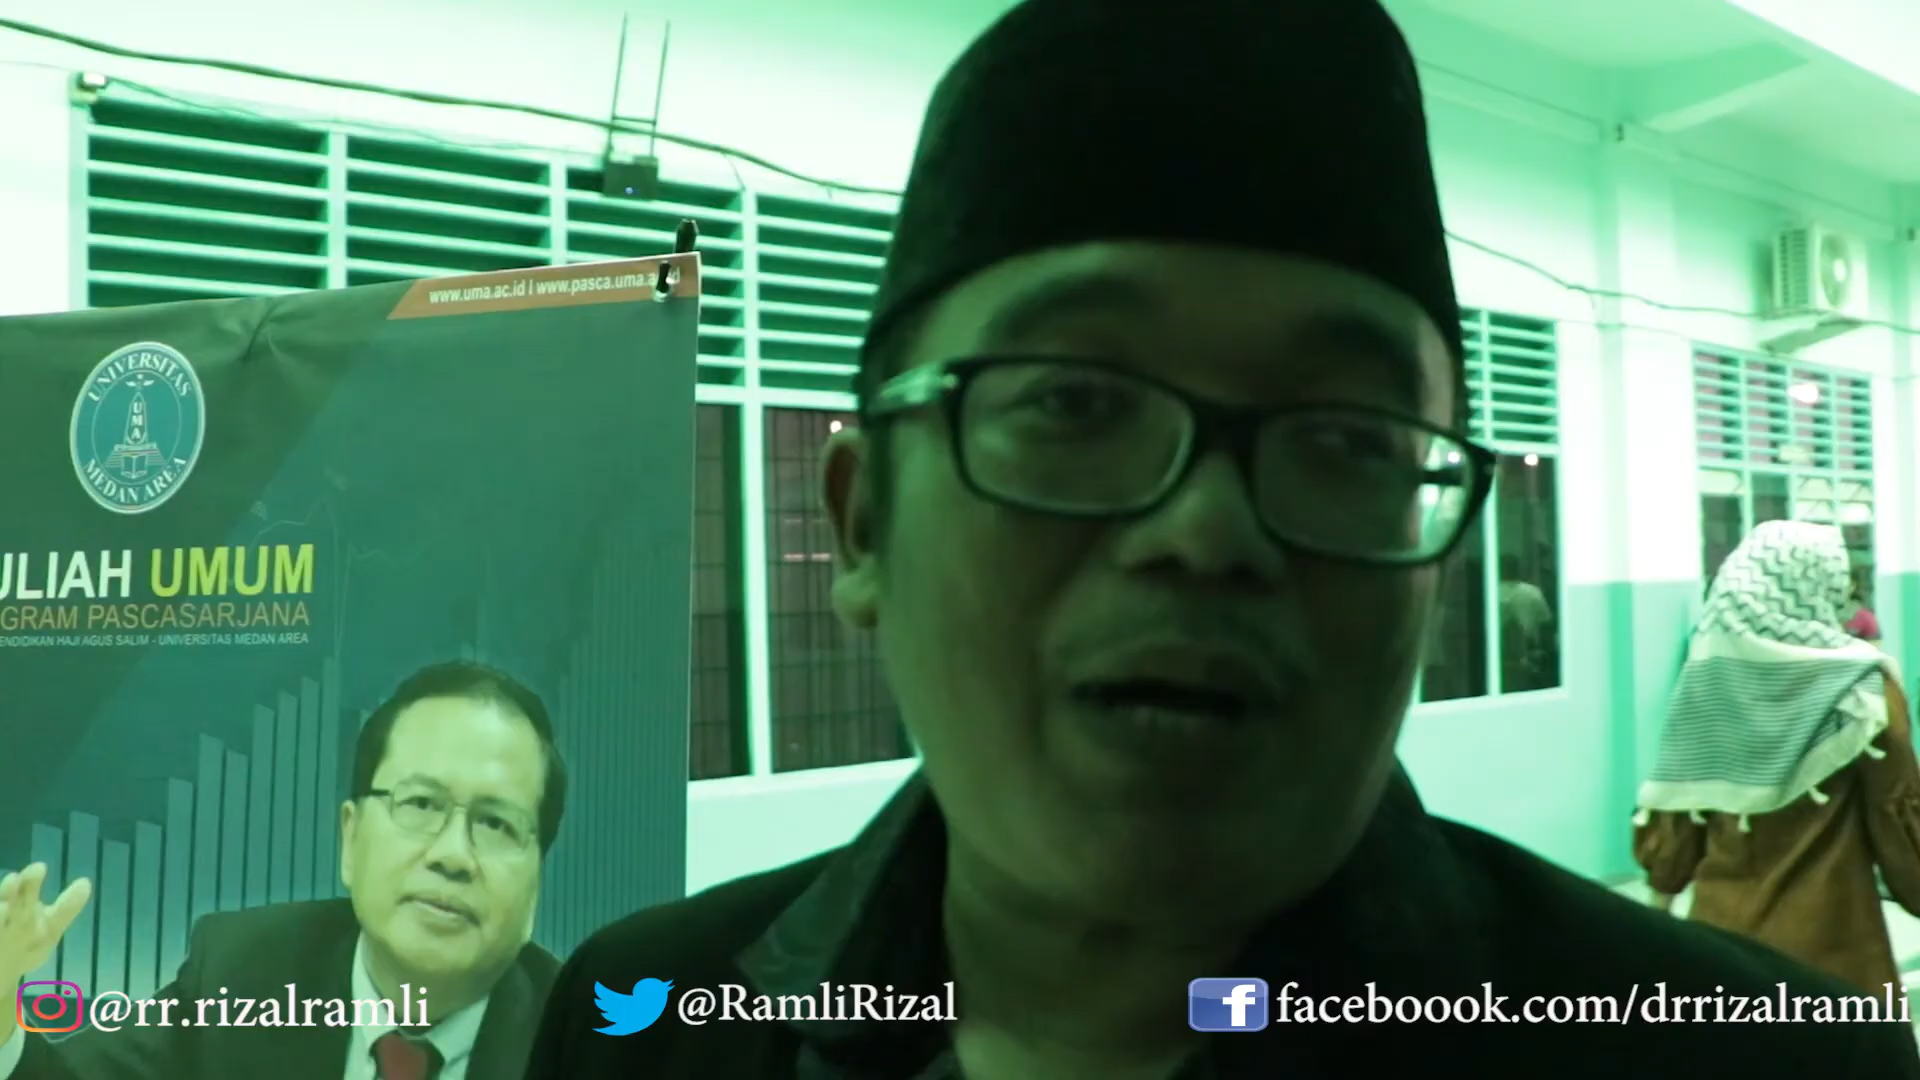 www.uma.ac.id | www.pasca.uma.ac.id
UNIVERSITAS
UMA
MEDAN AREA
ULIAH UMUM
GRAM PASCASARJANA
ENDIDIKAN HAJI AGUS SALIM - UNIVERSITAS MEDAN AREA
@rr.rizalramli
@RamliRizal
faceboook.com/drrizalramli